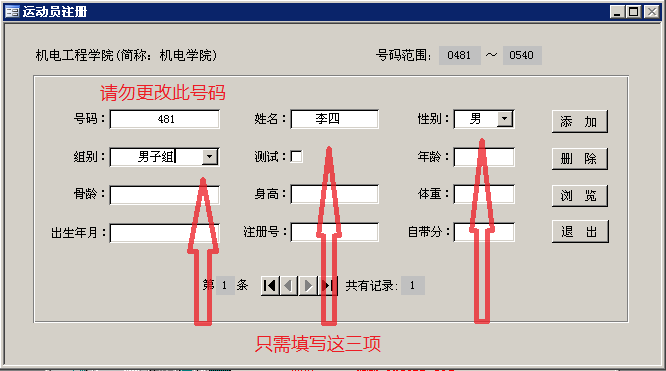 运动员注册
机电工程学院(简称: 机电学院) 号码范围: 0481 ～ 0540
请勿更改此号码
号码: 481 姓名: 李四 性别: 男 添 加
组别: 男子组 测试: 年龄: 删 除
骨龄: 身高: 体重: 浏 览
出生年月: 注册号: 自带分: 退 出
第 1 条 共有记录: 1
只需填写这三项